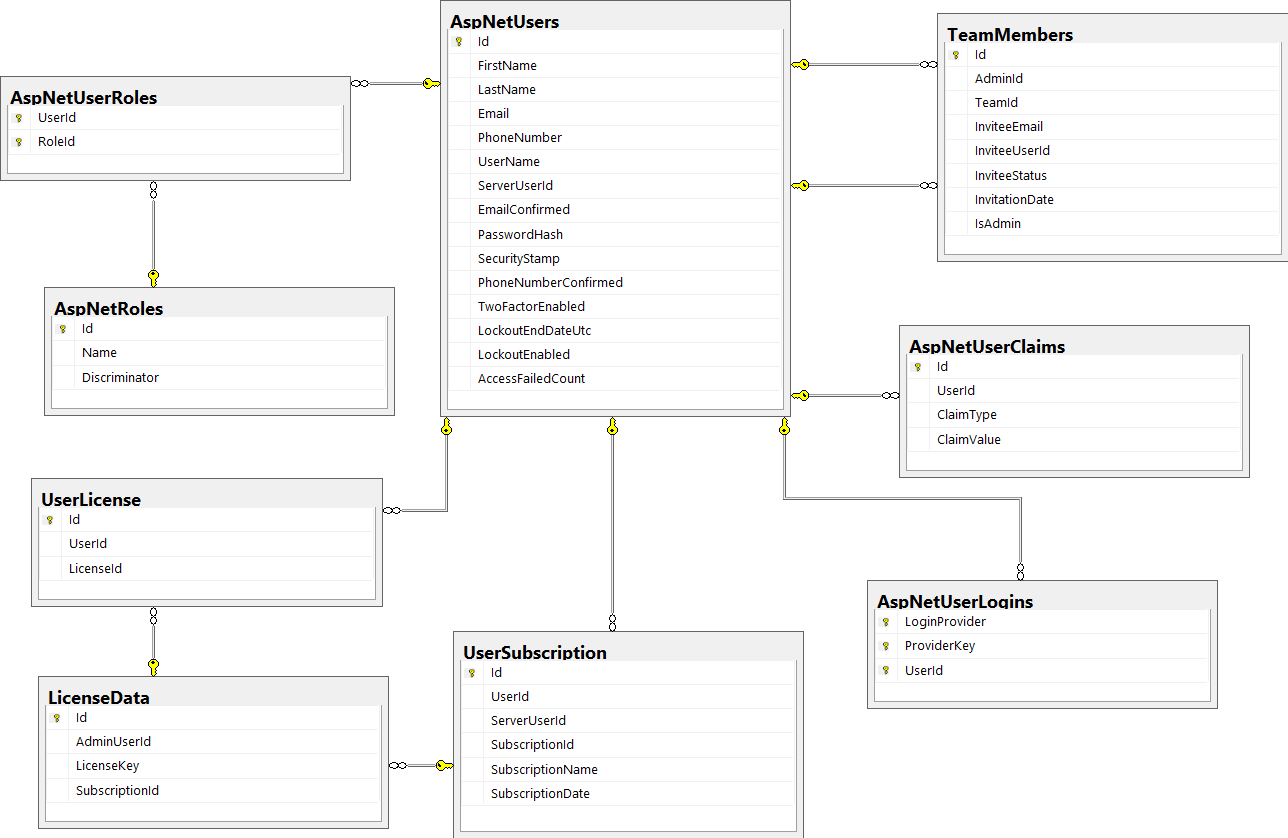 AspNetUsers
Id
FirstName
LastName
Email
PhoneNumber
UserName
ServerUserId
EmailConfirmed
PasswordHash
SecurityStamp
PhoneNumberConfirmed
TwoFactorEnabled
LockoutEndDateUtc
LockoutEnabled
AccessFailedCount
TeamMembers
Id
AdminId
TeamId
InviteeEmail
InviteeUserId
InviteeStatus
InvitationDate
IsAdmin
AspNetUserRoles
UserId
RoleId
AspNetRoles
Id
Name
Discriminator
AspNetUserClaims
Id
UserId
ClaimType
ClaimValue
UserLicense
Id
UserId
LicenseId
AspNetUserLogins
LoginProvider
ProviderKey
UserId
UserSubscription
Id
UserId
ServerUserId
SubscriptionId
SubscriptionName
SubscriptionDate
LicenseData
Id
AdminUserId
LicenseKey
SubscriptionId